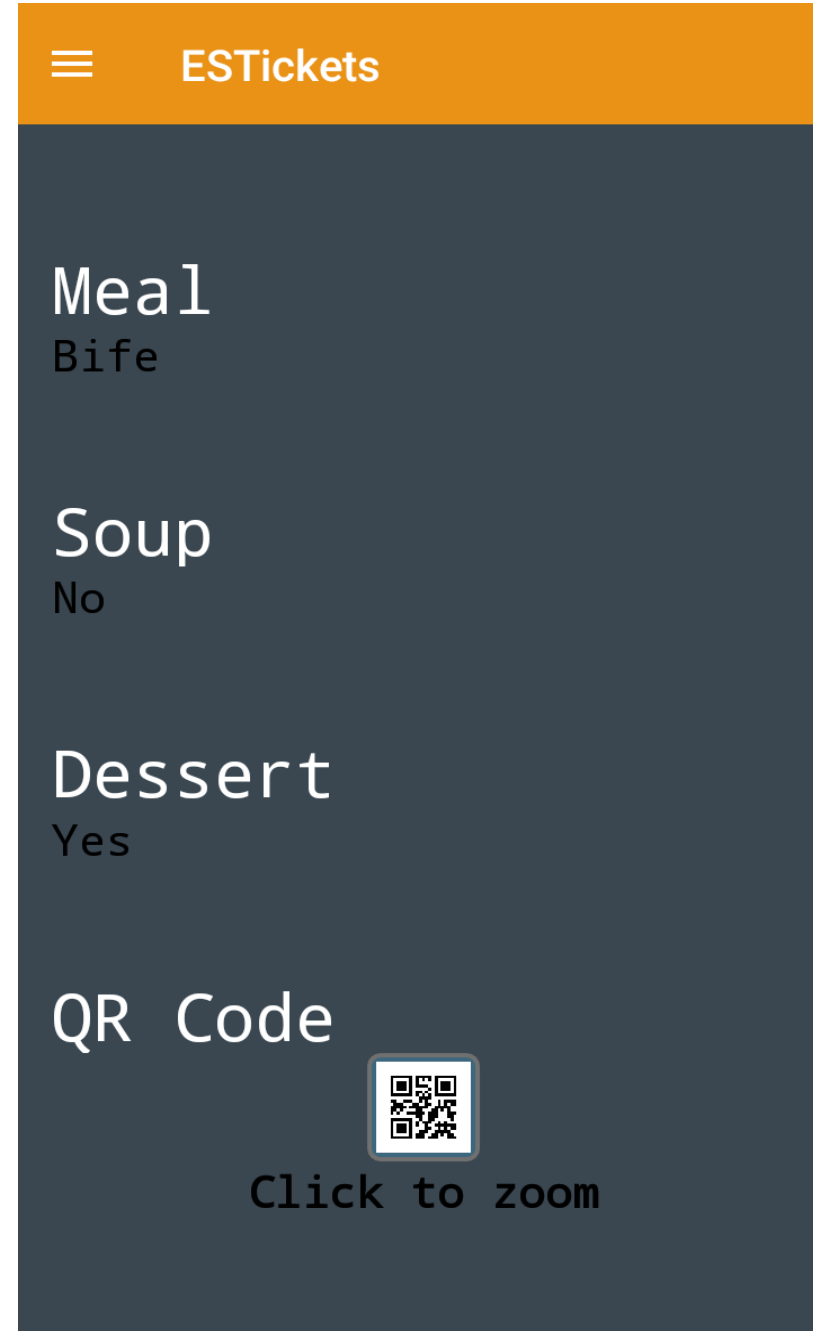 ESTickets
Meal
Bife
Soup
No
Dessert
Yes
QR Code
Click to zoom